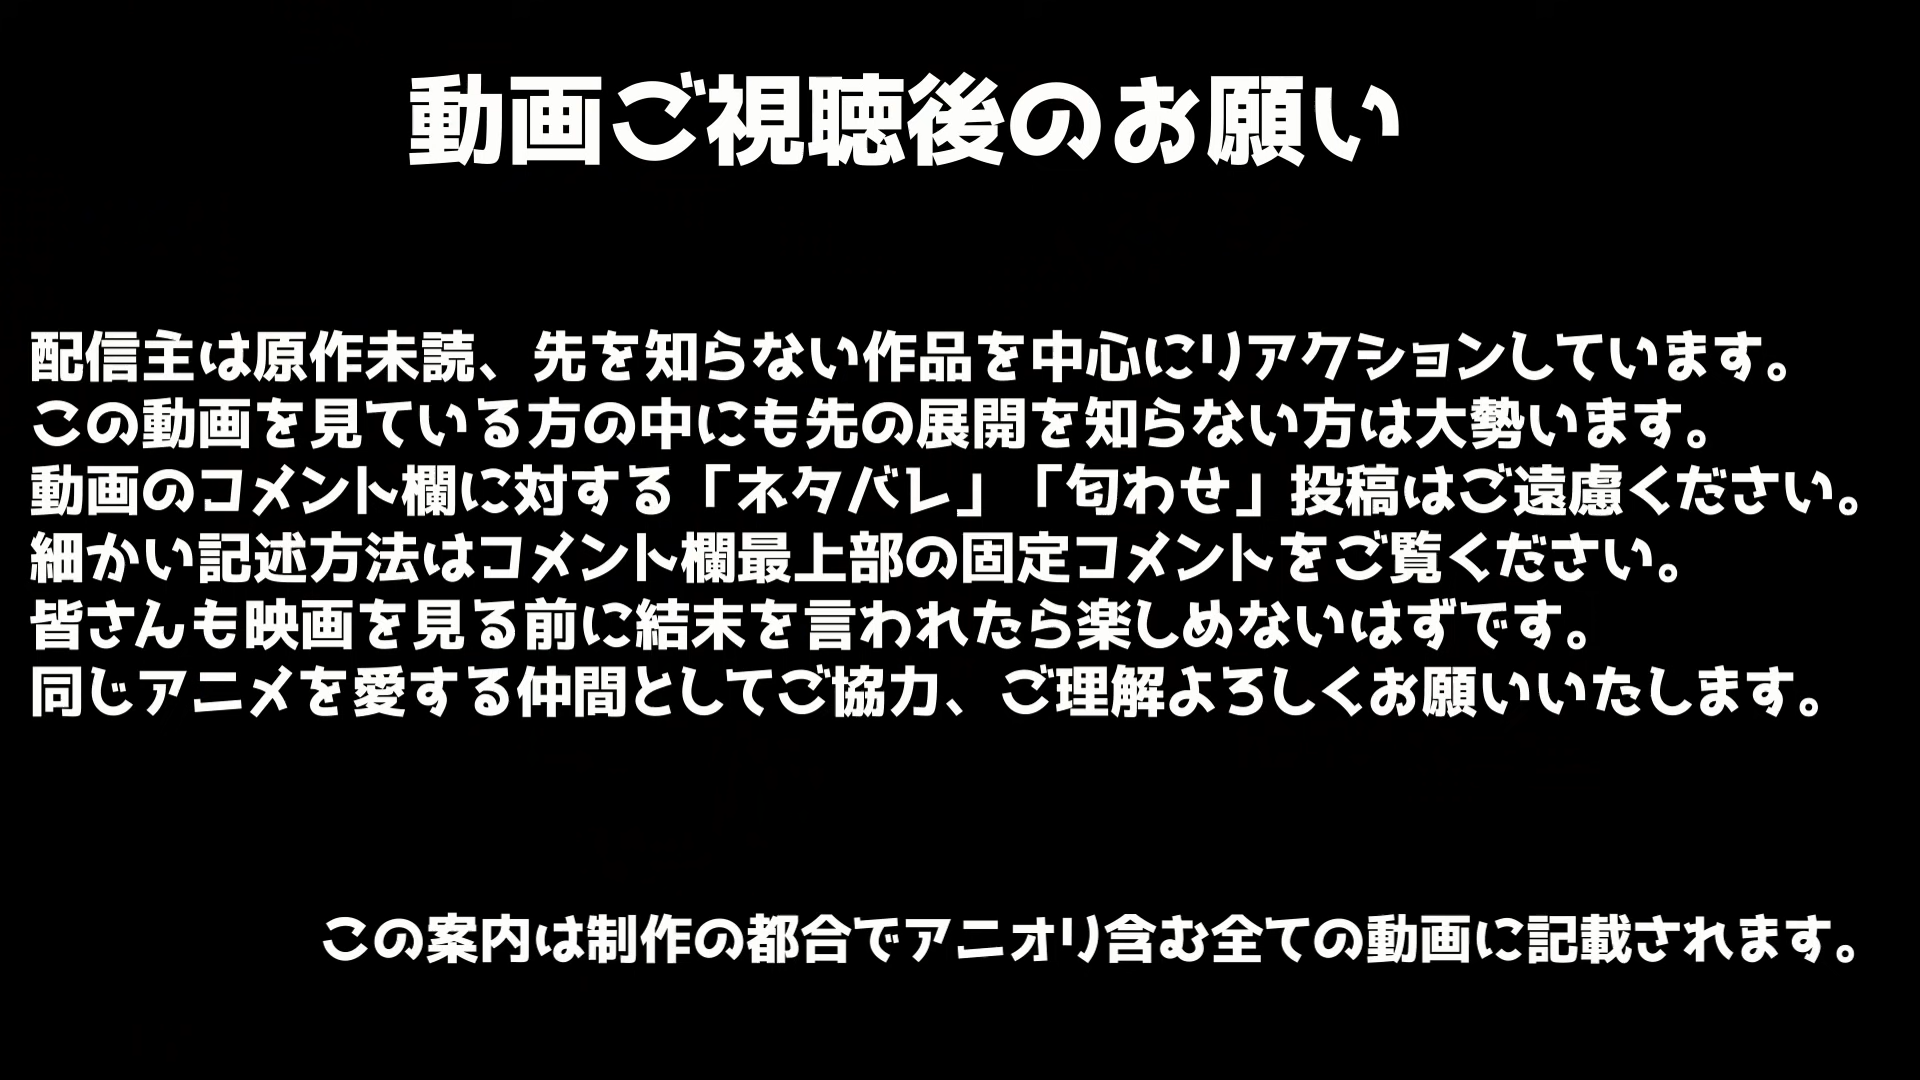 動画ご視聴後のお願い
配信主は原作未読、先を知らない作品を中心にリアクションしています。
この動画を見ている方の中にも先の展開を知らない方は大勢います。
動画のコメント欄に対する「ネタバレ」「匂わせ」投稿はご遠慮ください。
細かい記述方法はコメント欄最上部の固定コメントをご覧ください。
皆さんも映画を見る前に結末を言われたら楽しめないはずです。
同じアニメを愛する仲間としてご協力、ご理解よろしくお願いいたします。
この案内は制作の都合でアニオリ含む全ての動画に記載されます。